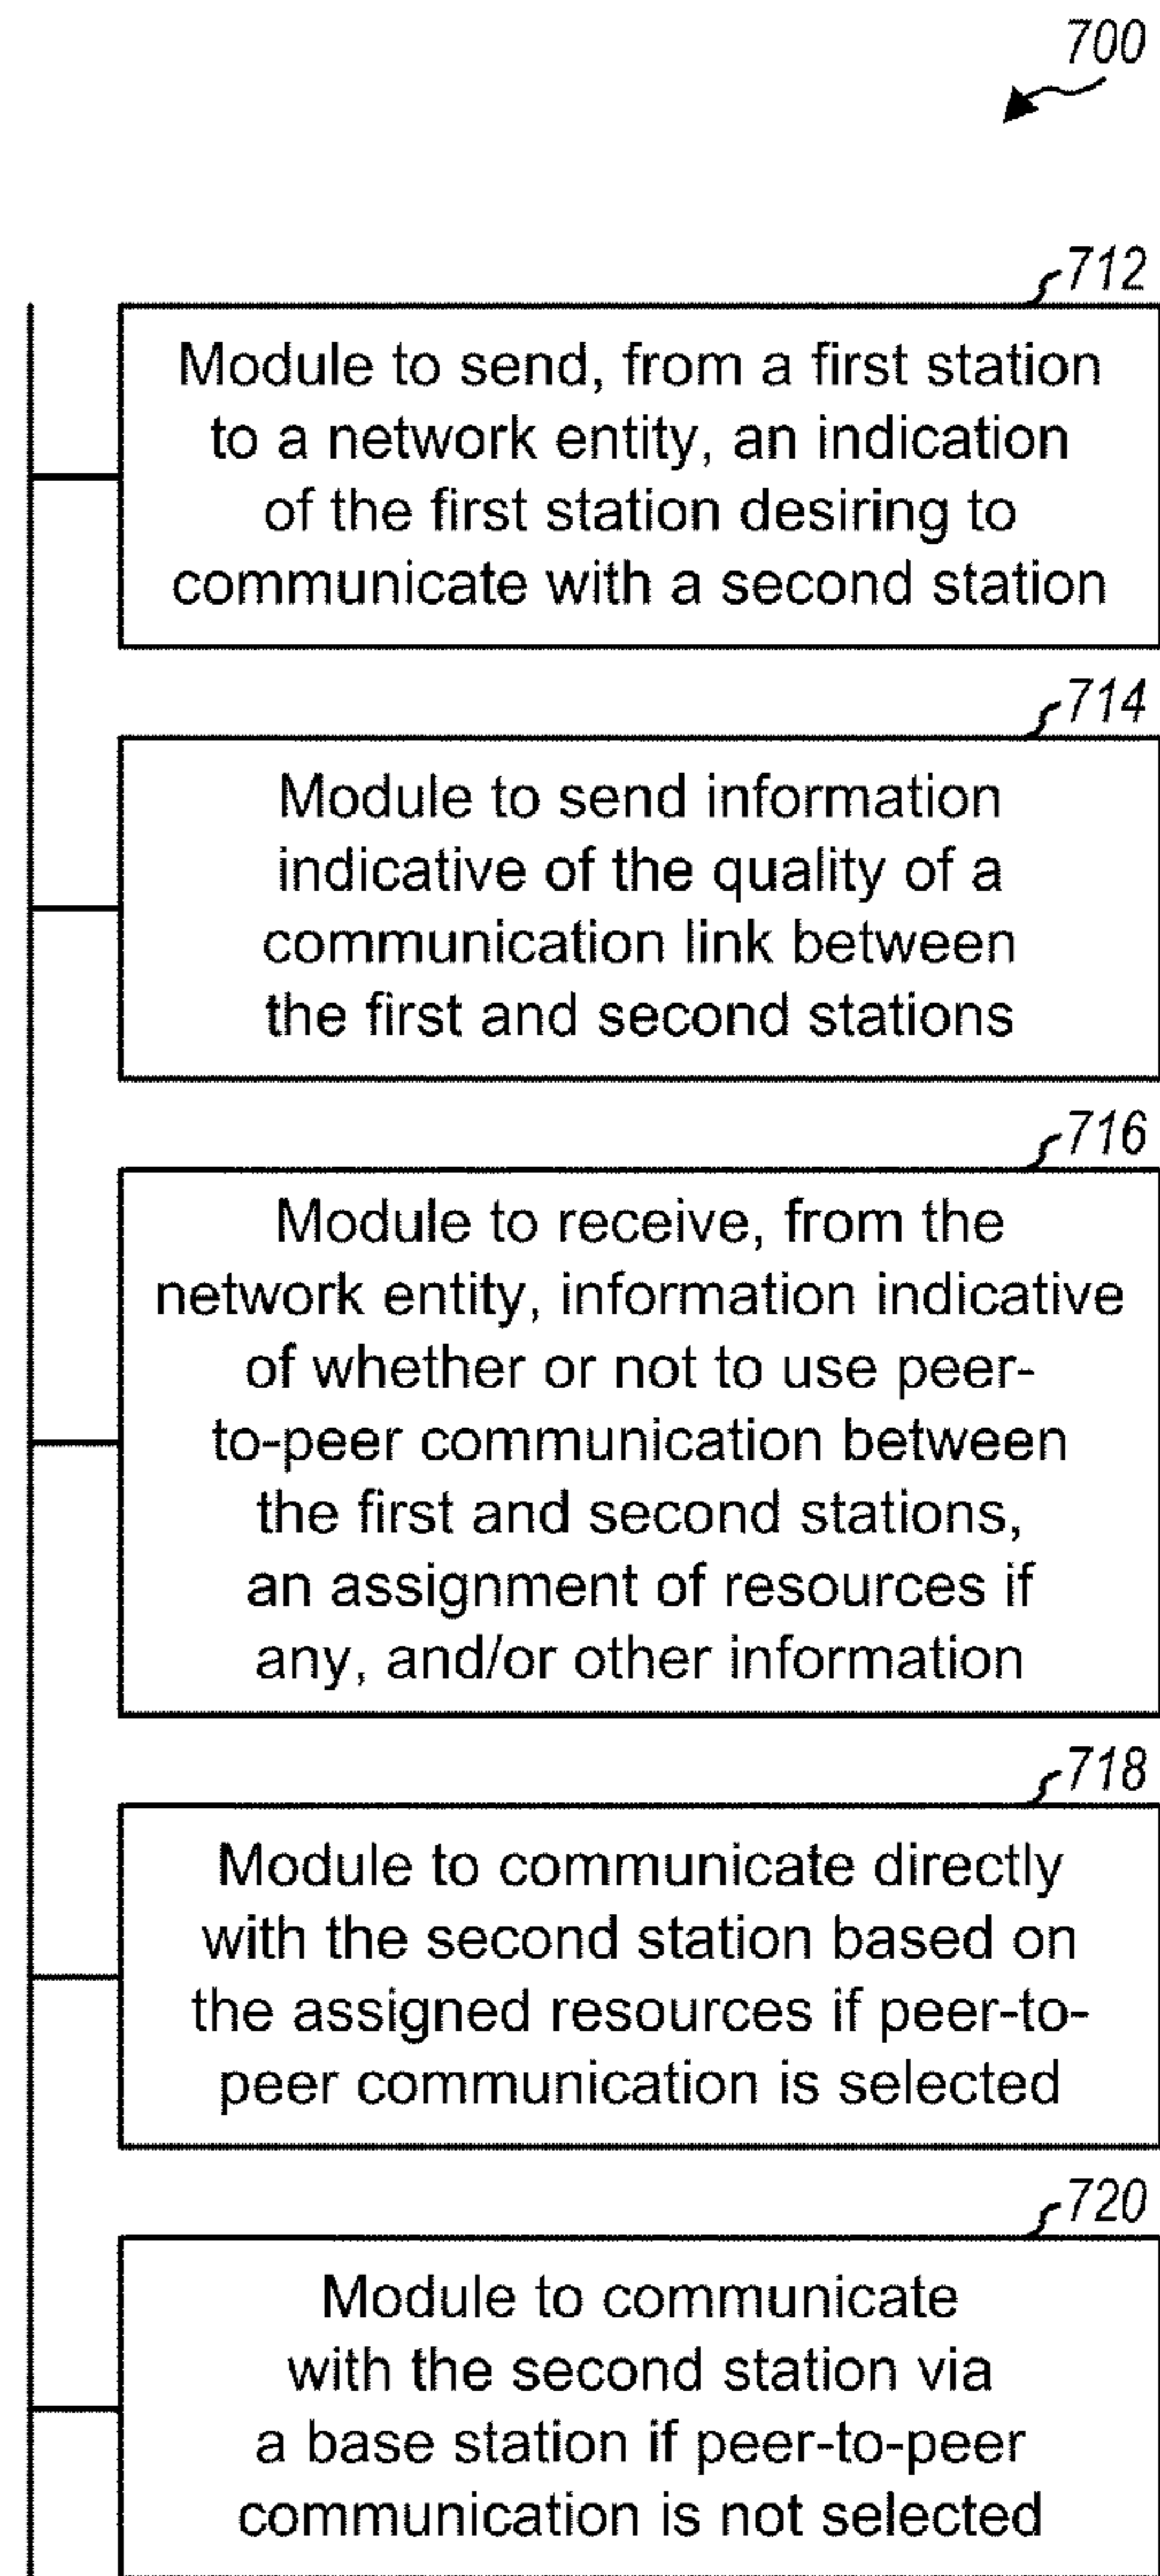 700
712
Module to send, from a first station
to a network entity, an indication
of the first station desiring to
communicate with a second station
714
Module to send information
indicative of the quality of a
communication link between
the first and second stations
716
Module to receive, from the
network entity, information indicative
of whether or not to use peer-
to-peer communication between
the first and second stations,
an assignment of resources if
any, and/or other information
718
Module to communicate directly
with the second station based on
the assigned resources if peer-to-
peer communication is selected
720
Module to communicate
with the second station via
a base station if peer-to-peer
communication is not selected